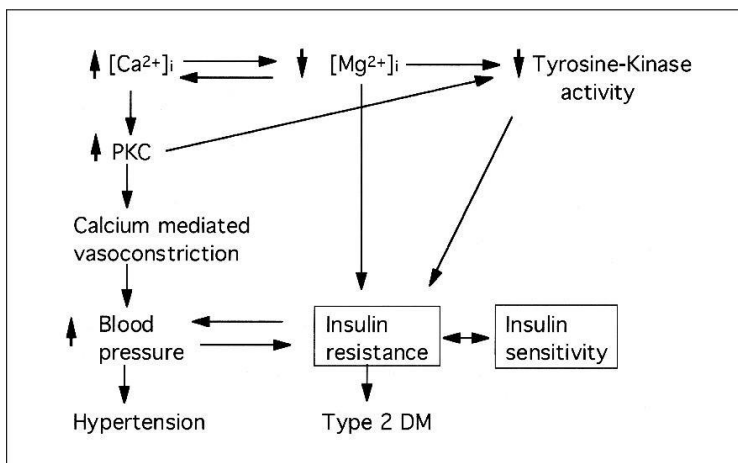 [Ca²⁺]i
[Mg²⁺]i
Tyrosine-Kinase
activity
PKC
Calcium mediated
vasoconstriction
Blood
pressure
Insulin
resistance
Insulin
sensitivity
Hypertension
Type 2 DM